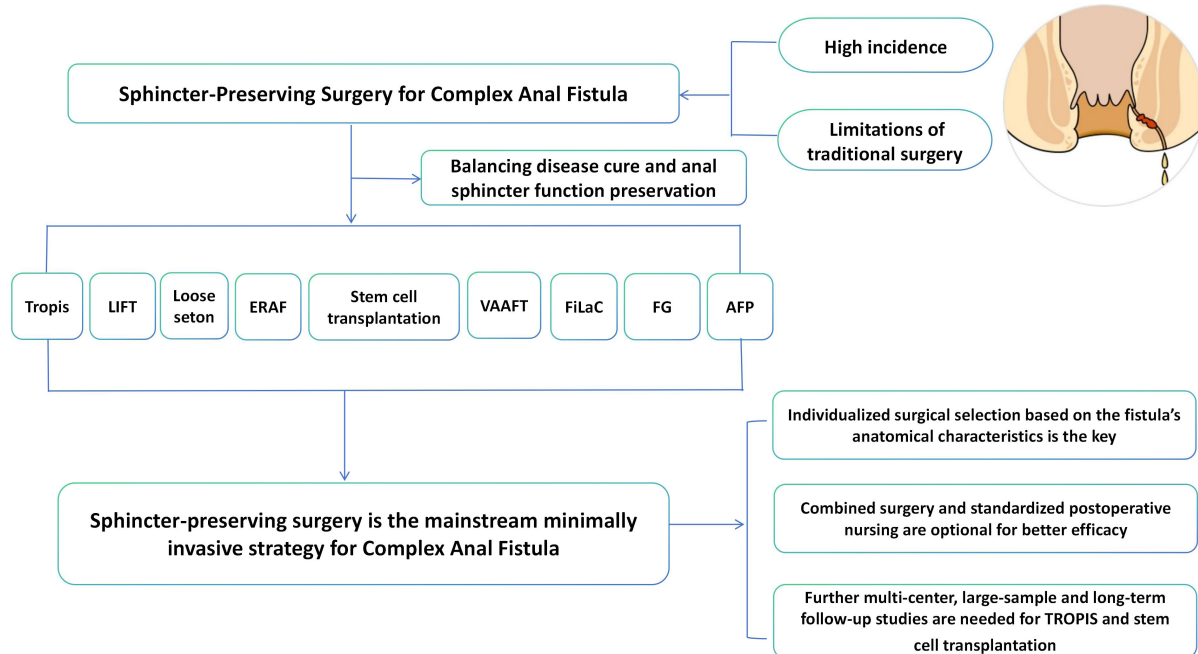 High incidence
Sphincter-Preserving Surgery for Complex Anal Fistula
Limitations of
traditional surgery
Balancing disease cure and anal
sphincter function preservation
Tropis
LIFT
Loose
seton
ERAF
Stem cell
transplantation
VAAFT
FiLaC
FG
AFP
Individualized surgical selection based on the fistula's
anatomical characteristics is the key
Sphincter-preserving surgery is the mainstream minimally
invasive strategy for Complex Anal Fistula
Combined surgery and standardized postoperative
nursing are optional for better efficacy
Further multi-center, large-sample and long-term
follow-up studies are needed for TROPIS and stem
cell transplantation